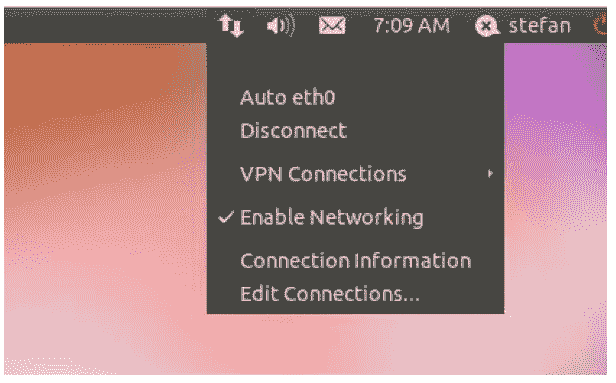 7:09 AM stefan
Auto eth0
Disconnect
VPN Connections
Enable Networking
Connection Information
Edit Connections...